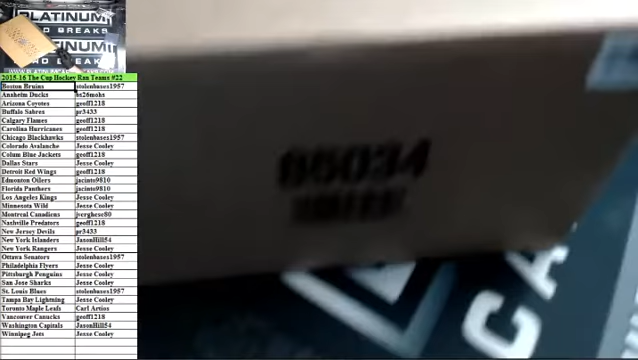 PLATINUM
RD BREAKS
PLATINUM
2015-16 The Cup Hockey Ran Teams #22
Boston Bruins stolenbases1957
Anaheim Ducks
Arizona Coyotes geoff1218
Buffalo Sabres pr3433
Calgary Flames geoff1218
Carolina Hurricanes geoff1218
Chicago Blackhawks stolenbases1957
Colorado Avalanche Jesse Cooley
Colum Blue Jackets geoff1218
Dallas Stars Jesse Cooley
Detroit Red Wings geoff1218
Edmonton Oilers jacinto9810
Florida Panthers jacinto9810
Los Angeles Kings Jesse Cooley
Minnesota Wild Jesse Cooley
Montreal Canadiens jverghese80
Nashville Predators geoff1218
New Jersey Devils pr3433
New York Islanders JasonHill54
New York Rangers Jesse Cooley
Ottawa Senators stolenbases1957
Philadelphia Flyers Jesse Cooley
Pittsburgh Penguins Jesse Cooley
San Jose Sharks Jesse Cooley
St. Louis Blues stolenbases1957
Tampa Bay Lightning Jesse Cooley
Toronto Maple Leafs Carl Artios
Vancouver Canucks geoff1218
Washington Capitals JasonHill54
Winnipeg Jets Jesse Cooley
CA